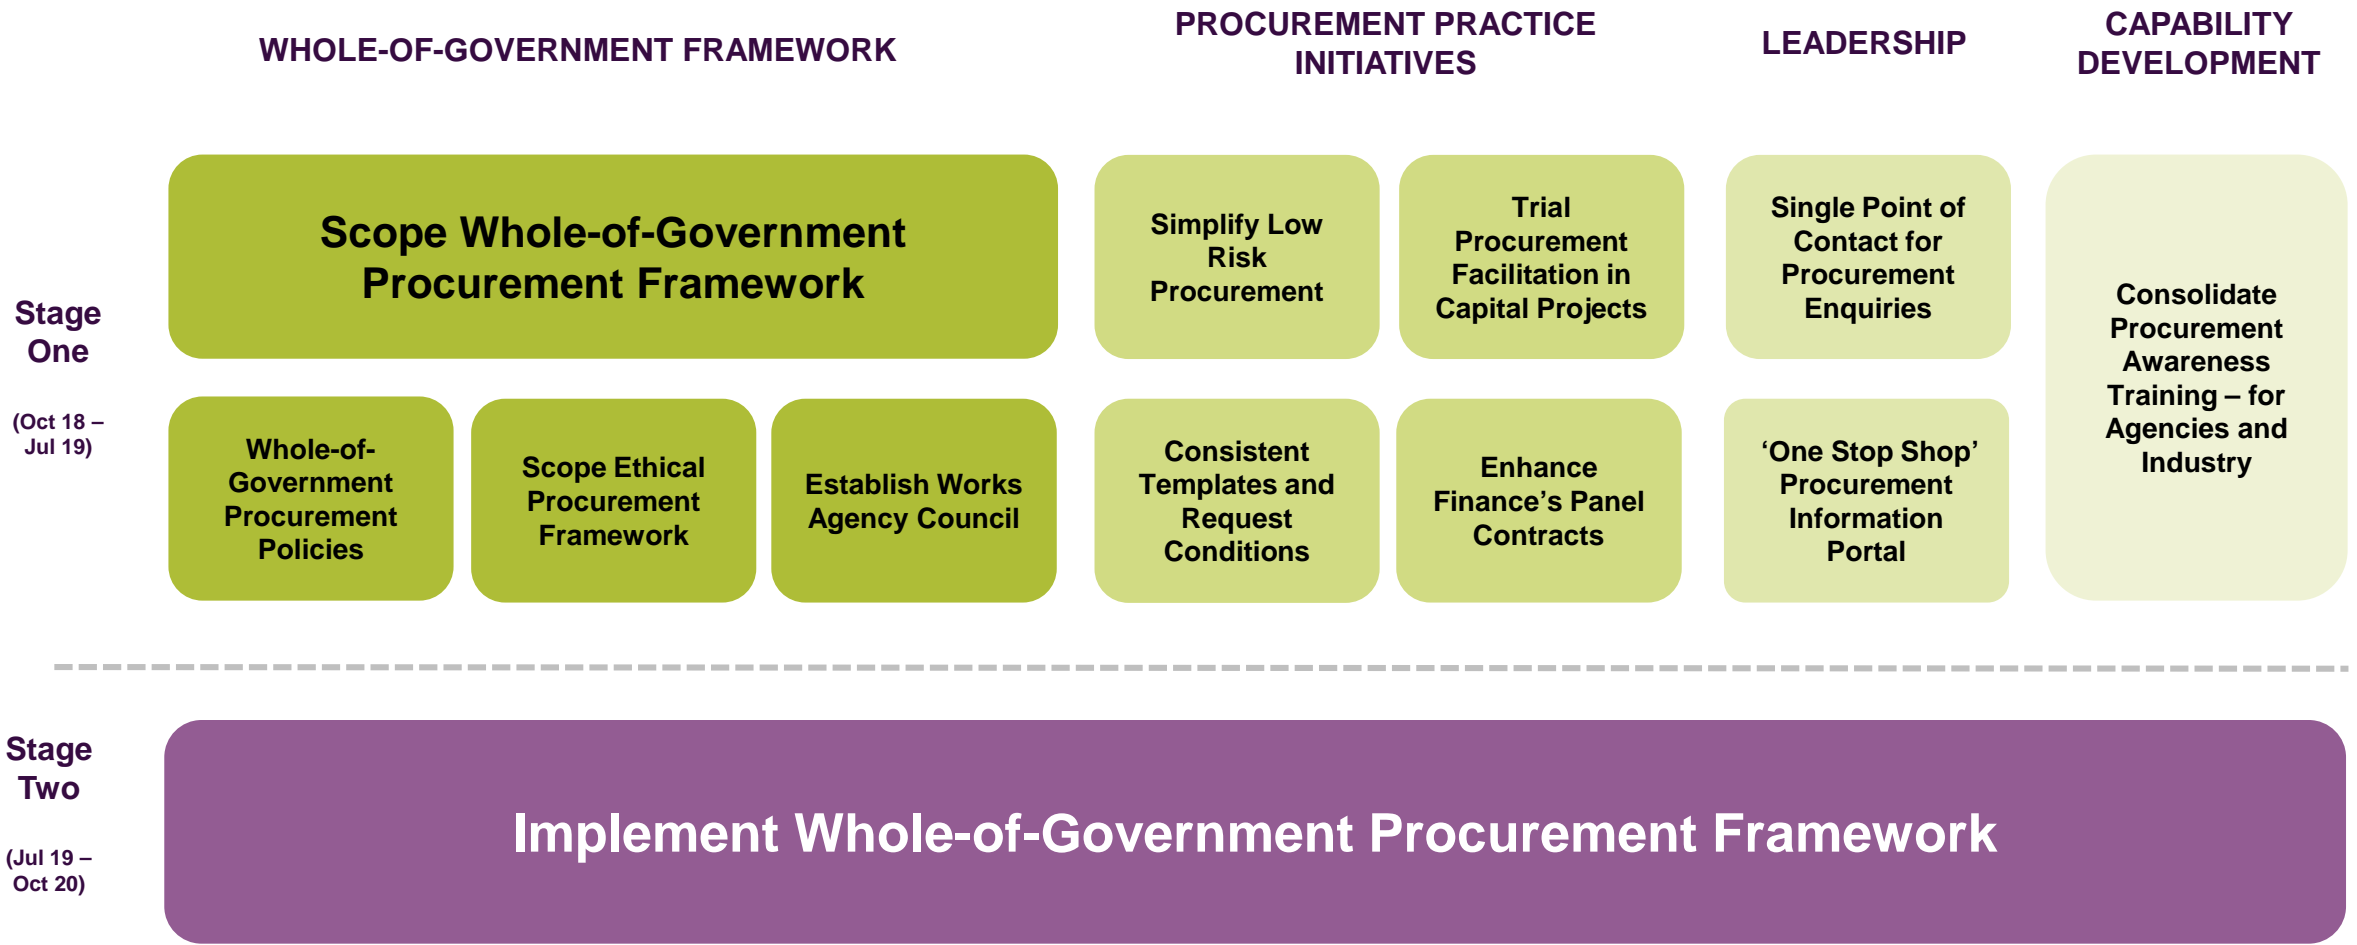 WHOLE-OF-GOVERNMENT FRAMEWORK
PROCUREMENT PRACTICE
INITIATIVES
LEADERSHIP
CAPABILITY
DEVELOPMENT
Stage
One
(Oct 18 –
Jul 19)
Scope Whole-of-Government
Procurement Framework
Simplify Low
Risk
Procurement
Trial
Procurement
Facilitation in
Capital Projects
Single Point of
Contact for
Procurement
Enquiries
Consolidate
Procurement
Awareness
Training – for
Agencies and
Industry
Whole-of-
Government
Procurement
Policies
Scope Ethical
Procurement
Framework
Establish Works
Agency Council
Consistent
Templates and
Request
Conditions
Enhance
Finance’s Panel
Contracts
‘One Stop Shop’
Procurement
Information
Portal
Stage
Two
(Jul 19 –
Oct 20)
Implement Whole-of-Government Procurement Framework